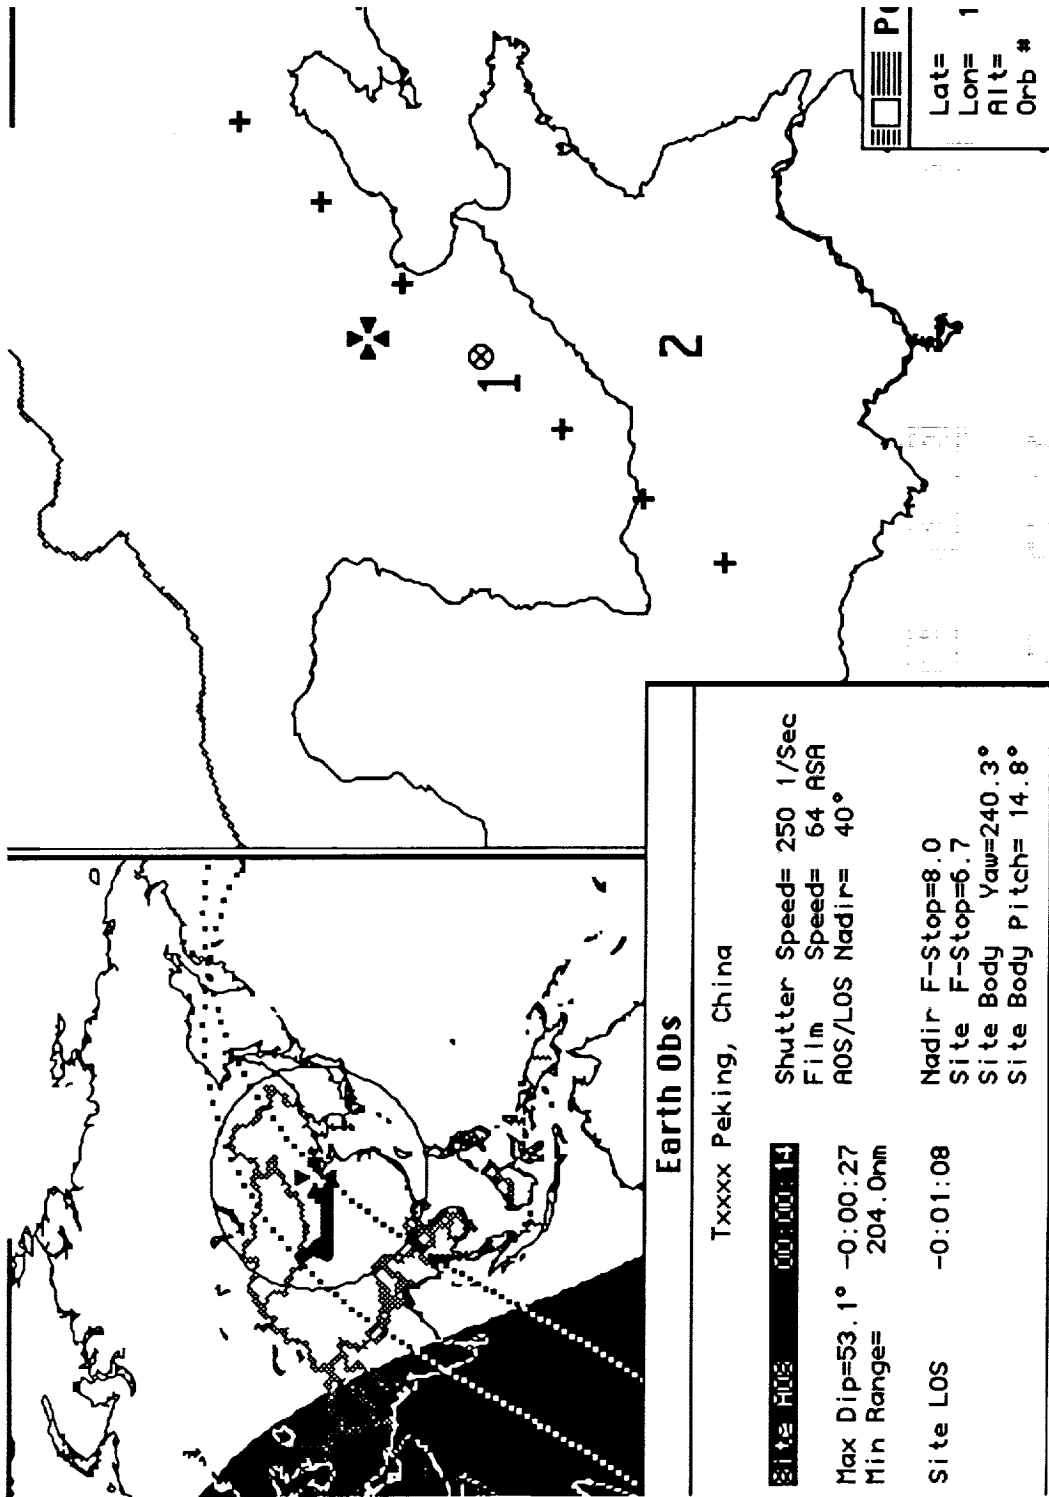 1
2
Pe
Lat=
Lon= 1
Alt=
Orb #
Earth Obs
Txxxx Peking, China
Site AOS 00:00:14
Shutter Speed= 250 1/Sec
Film Speed= 64 ASA
Max Dip=53.1° -0:00:27
AOS/LOS Nadir= 40°
Min Range= 204.0nm
Nadir F-Stop=8.0
Site LOS -0:01:08
Site F-Stop=6.7
Site Body Yaw=240.3°
Site Body Pitch= 14.8°